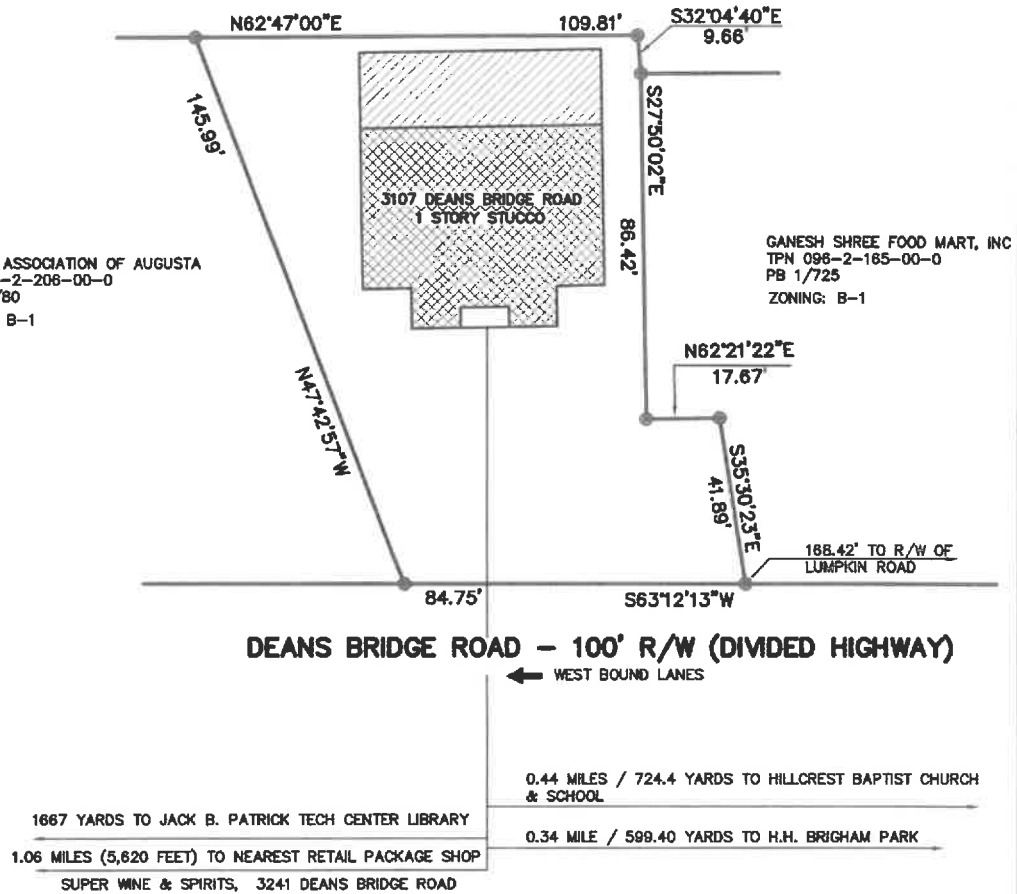 N62°47'00"E 109.81'
S32°04'40"E
9.66'
145.99'
S27°50'02"E
86.42'
3107 DEANS BRIDGE ROAD
1 STORY STUCCO
ASSOCIATION OF AUGUSTA
-2-206-00-0
/80
B-1
GANESH SHREE FOOD MART, INC
TPN 096-2-165-00-0
PB 1/725
ZONING: B-1
N62°21'22"E
17.67'
N47°42'57"W
S35°30'23"E
41.89'
168.42' TO R/W OF
LUMPKIN ROAD
84.75' S63°12'13"W
DEANS BRIDGE ROAD - 100' R/W (DIVIDED HIGHWAY)
WEST BOUND LANES
0.44 MILES / 724.4 YARDS TO HILLCREST BAPTIST CHURCH
& SCHOOL
1667 YARDS TO JACK B. PATRICK TECH CENTER LIBRARY
0.34 MILE / 599.40 YARDS TO H.H. BRIGHAM PARK
1.06 MILES (5,620 FEET) TO NEAREST RETAIL PACKAGE SHOP
SUPER WINE & SPIRITS, 3241 DEANS BRIDGE ROAD